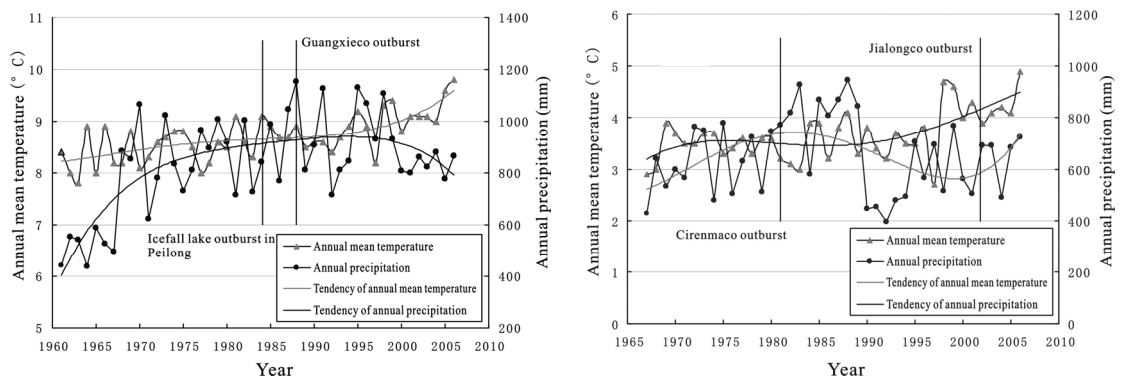 11
10
9
8
7
6
5
Annual mean temperature (° C)
1400
1200
1000
800
600
400
200
Annual precipitation (mm)
Guangxieco outburst
Icefall lake outburst in
Peilong
Annual mean temperature
Annual precipitation
Tendency of annual mean temperature
Tendency of annual precipitation
1960 1965 1970 1975 1980 1985 1990 1995 2000 2005 2010
Year
6
5
4
3
2
1
0
Annual mean temperature (° C)
1200
1000
800
600
400
200
0
Annual precipitation (mm)
Jialongco outburst
Cirenmaco outburst
Annual mean temperature
Annual precipitation
Tendency of annual mean temperature
Tendency of annual precipitation
1965 1970 1975 1980 1985 1990 1995 2000 2005 2010
Year